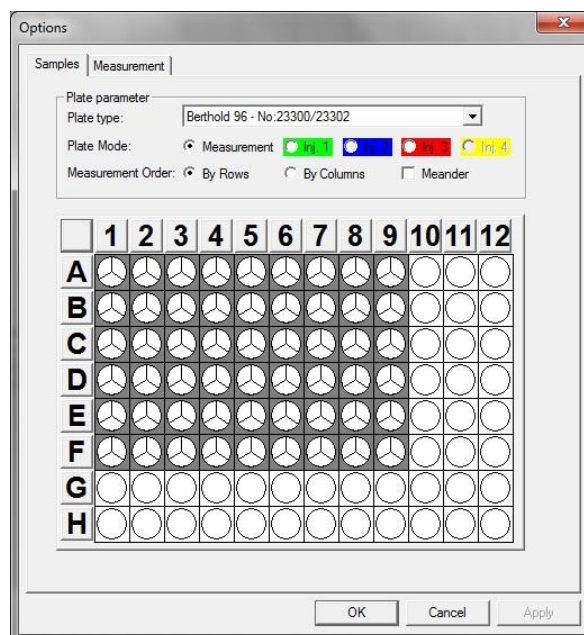 Options
Samples Measurement
Plate parameter
Plate type: Berthold 96 - No:23300/23302
Plate Mode: Measurement Inj. 1 Inj. 2 Inj. 3 Inj. 4
Measurement Order: By Rows By Columns Meander
1 2 3 4 5 6 7 8 9 10 11 12
A
B
C
D
E
F
G
H
OK Cancel Apply